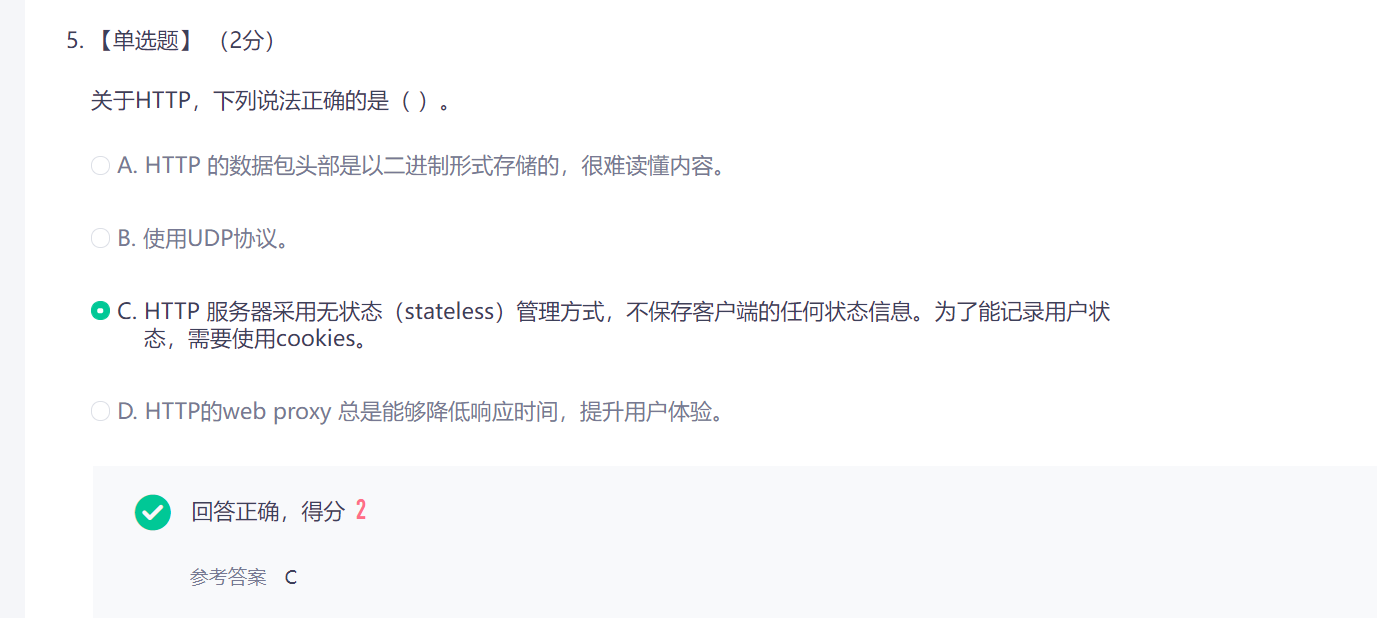 5. 【单选题】 （2分）
关于HTTP，下列说法正确的是（ ）。
A. HTTP 的数据包头部是以二进制形式存储的，很难读懂内容。
B. 使用UDP协议。
C. HTTP 服务器采用无状态（stateless）管理方式，不保存客户端的任何状态信息。为了能记录用户状
态，需要使用cookies。
D. HTTP的web proxy 总是能够降低响应时间，提升用户体验。
回答正确，得分 2
参考答案 C